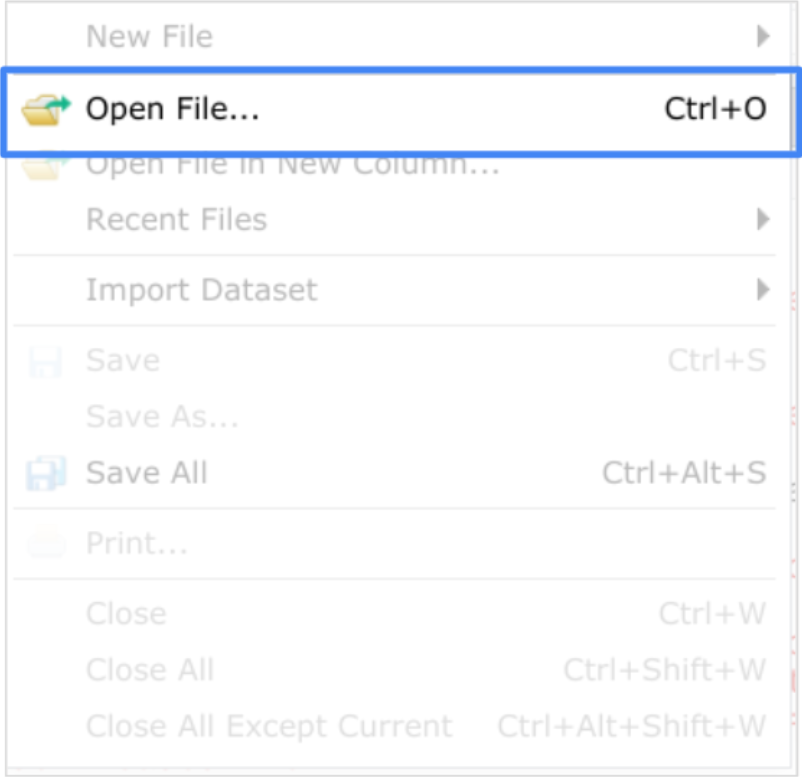 New File
Open File... Ctrl+O
Open File in New Column...
Recent Files
Import Dataset
Save Ctrl+S
Save As...
Save All Ctrl+Alt+S
Print...
Close Ctrl+W
Close All Ctrl+Shift+W
Close All Except Current Ctrl+Alt+Shift+W